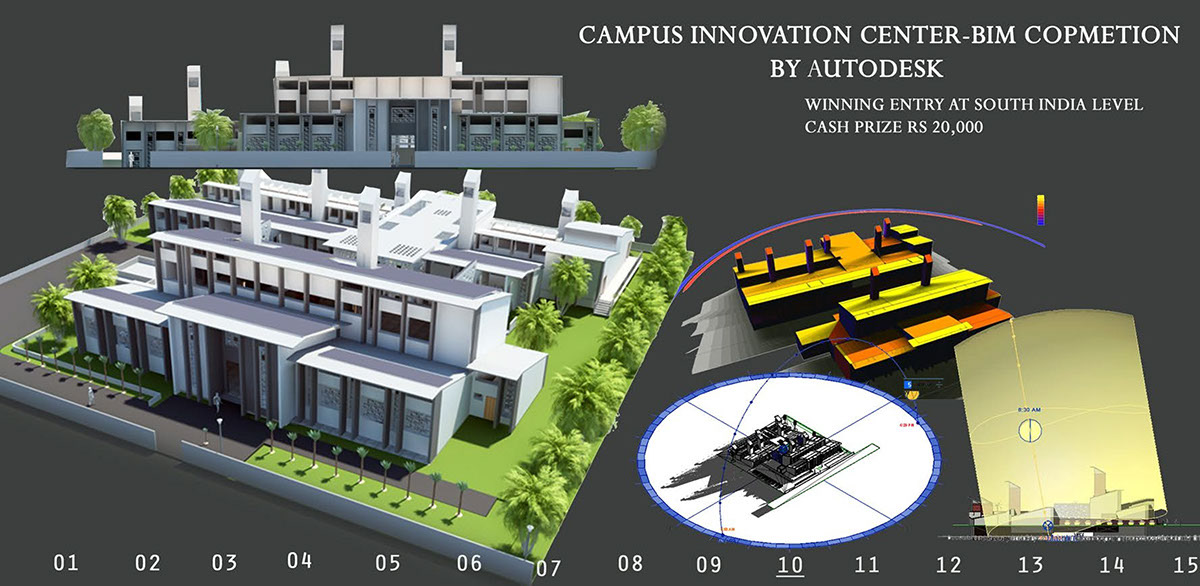 CAMPUS INNOVATION CENTER-BIM COPMETION
BY AUTODESK
WINNING ENTRY AT SOUTH INDIA LEVEL
CASH PRIZE RS 20,000
8:30 AM
01 02 03 04 05 06 07 08 09 10 11 12 13 14 15